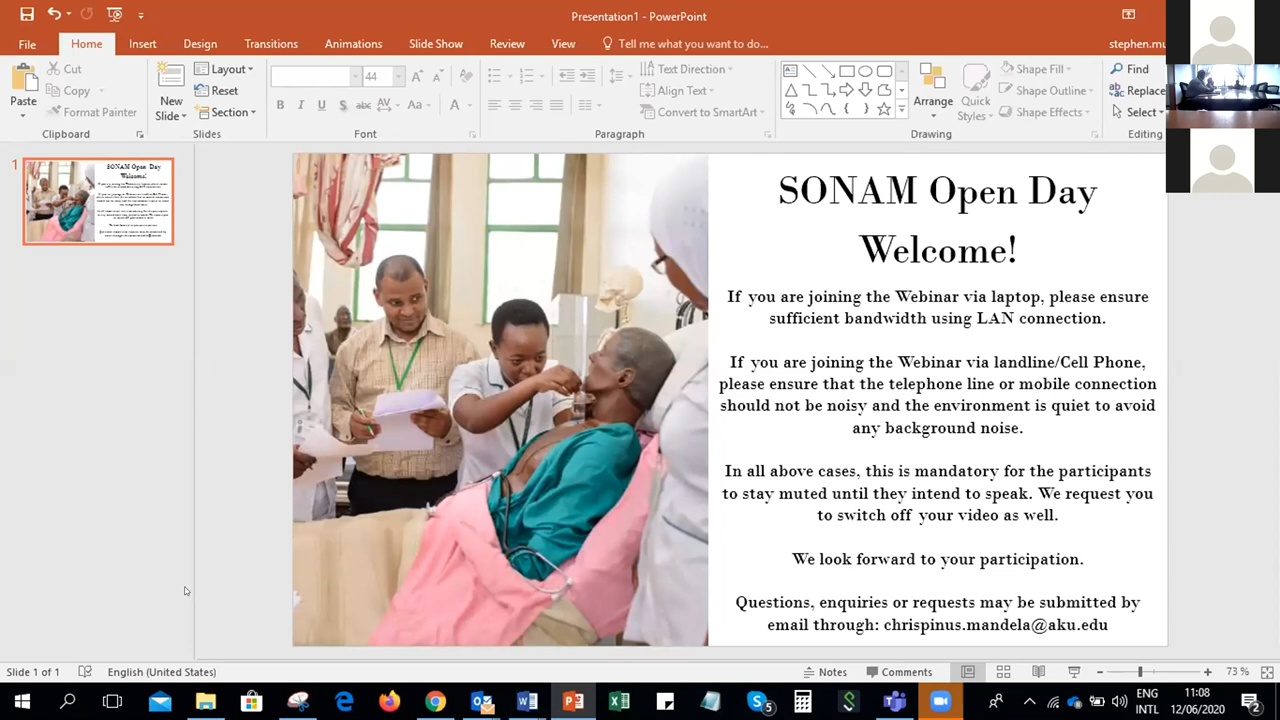 Presentation1 - PowerPoint
File Home Insert Design Transitions Animations Slide Show Review View Tell me what you want to do... stephen.mu
Paste
Cut
Copy
Format Painter
Clipboard
New Slide
Layout
Reset
Section
Slides
44
Font
Text Direction
Align Text
Convert to SmartArt
Paragraph
Arrange
Quick Styles
Shape Fill
Shape Outline
Shape Effects
Drawing
Find
Replace
Select
Editing
1
SONAM Open Day
Welcome!
SONAM Open Day
Welcome!
If you are joining the Webinar via laptop, please ensure
sufficient bandwidth using LAN connection.
If you are joining the Webinar via landline/Cell Phone,
please ensure that the telephone line or mobile connection
should not be noisy and the environment is quiet to avoid
any background noise.
In all above cases, this is mandatory for the participants
to stay muted until they intend to speak. We request you
to switch off your video as well.
We look forward to your participation.
Questions, enquiries or requests may be submitted by
email through: chrispinus.mandela@aku.edu
Slide 1 of 1 English (United States) Notes Comments 73 %
ENG 11:08
INTL 12/06/2020